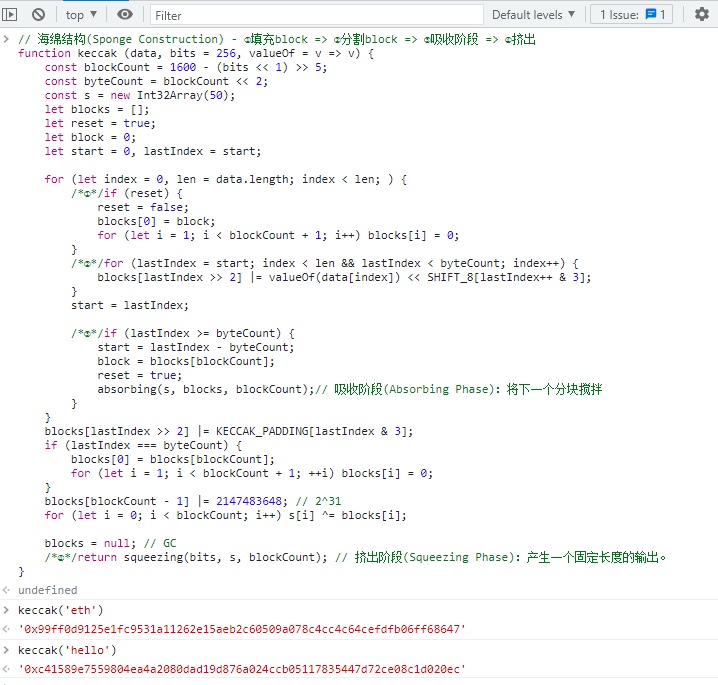 top ▼
Filter
Default levels ▼
1 Issue: 1
> // 海绵结构(Sponge Construction) - ①填充block => ②分割block => ③吸收阶段 => ④挤出
function keccak (data, bits = 256, valueOf = v => v) {
const blockCount = 1600 - (bits << 1) >> 5;
const byteCount = blockCount << 2;
const s = new Int32Array(50);
let blocks = [];
let reset = true;
let block = 0;
let start = 0, lastIndex = start;
for (let index = 0, len = data.length; index < len; ) {
/*①*/if (reset) {
reset = false;
blocks[0] = block;
for (let i = 1; i < blockCount + 1; i++) blocks[i] = 0;
}
/*②*/for (lastIndex = start; index < len && lastIndex < byteCount; index++) {
blocks[lastIndex >> 2] |= valueOf(data[index]) << SHIFT_8[lastIndex++ & 3];
}
start = lastIndex;
/*③*/if (lastIndex >= byteCount) {
start = lastIndex - byteCount;
block = blocks[blockCount];
reset = true;
absorbing(s, blocks, blockCount);// 吸收阶段(Absorbing Phase)：将下一个分块搅拌
}
}
blocks[lastIndex >> 2] |= KECCAK_PADDING[lastIndex & 3];
if (lastIndex === byteCount) {
blocks[0] = blocks[blockCount];
for (let i = 1; i < blockCount + 1; ++i) blocks[i] = 0;
}
blocks[blockCount - 1] |= 2147483648; // 2^31
for (let i = 0; i < blockCount; i++) s[i] ^= blocks[i];
blocks = null; // GC
/*④*/return squeezing(bits, s, blockCount); // 挤出阶段(Squeezing Phase)：产生一个固定长度的输出。
}
undefined
> keccak('eth')
'0x99ff0d9125e1fc9531a11262e15aeb2c60509a078c4cc4c64cefdfb06ff68647'
> keccak('hello')
'0xc41589e7559804ea4a2080dad19d876a024ccb05117835447d72ce08c1d020ec'